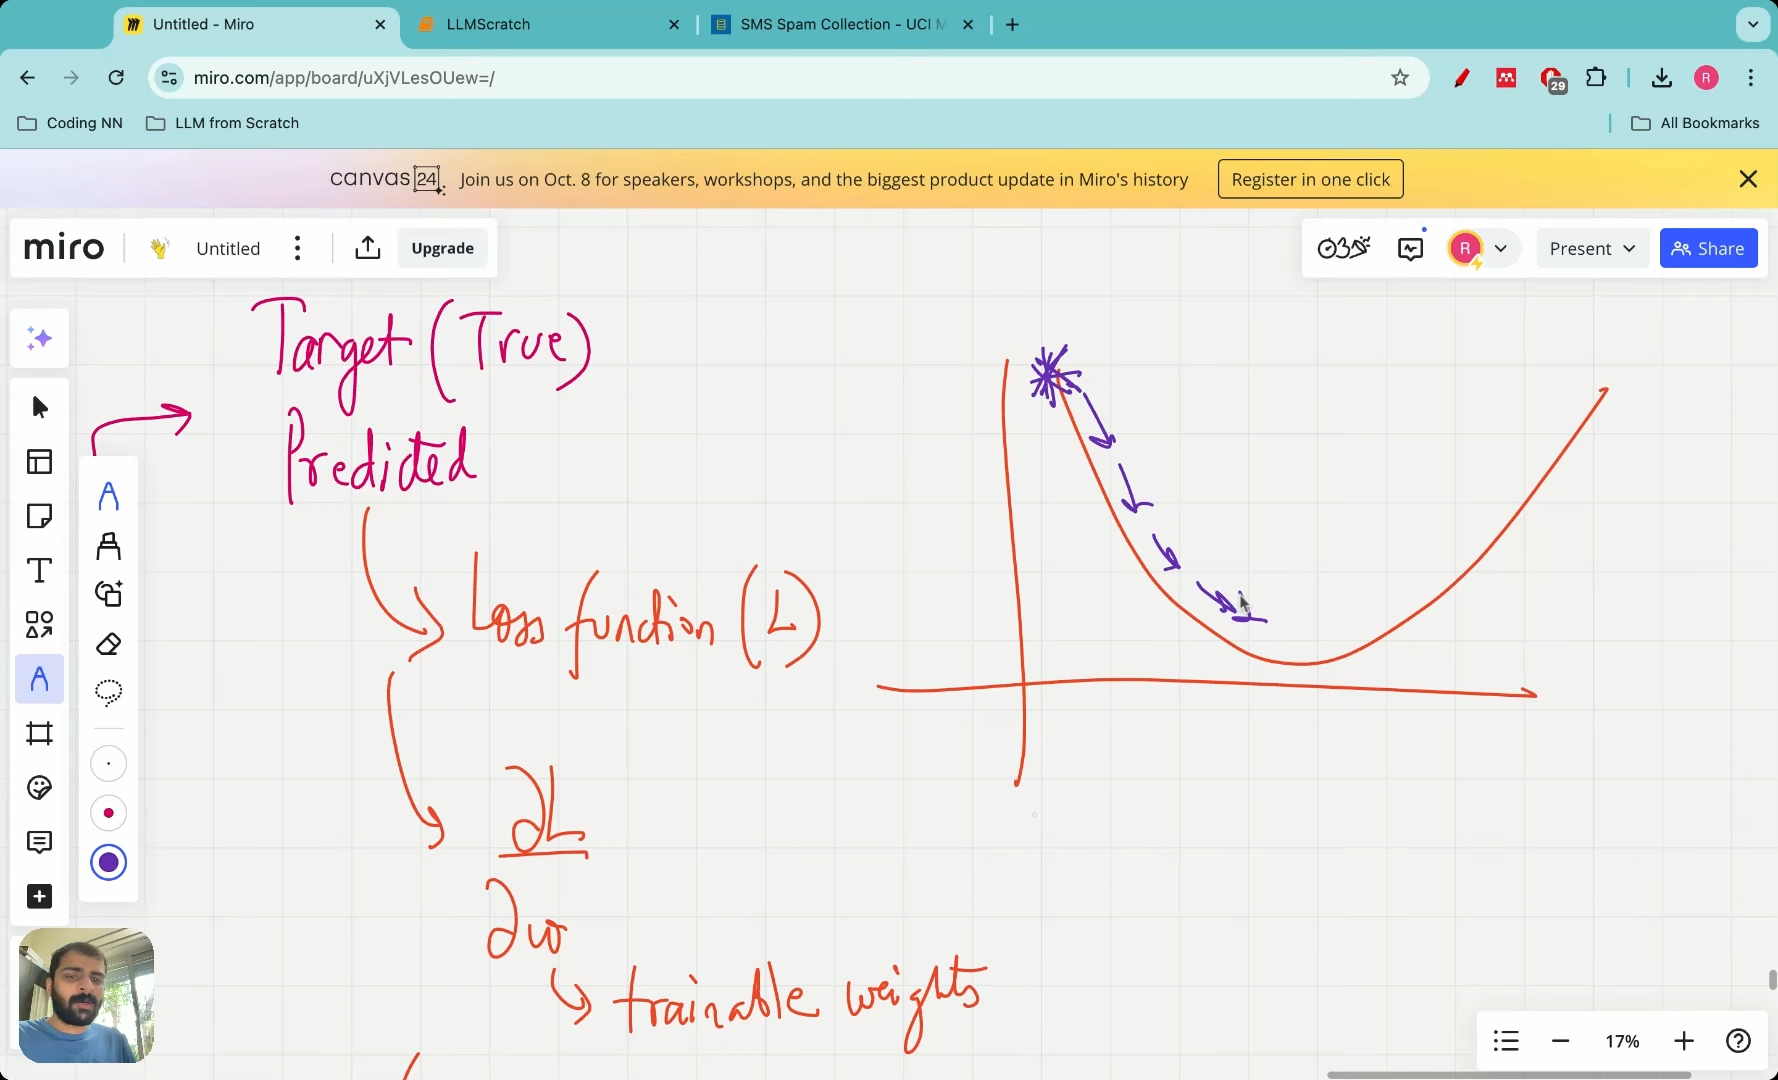 Untitled - Miro
LLMScratch
SMS Spam Collection - UCI M
miro.com/app/board/uXjVLesOUew=/
29
R
Coding NN
LLM from Scratch
All Bookmarks
canvas 24 Join us on Oct. 8 for speakers, workshops, and the biggest product update in Miro's history
Register in one click
miro
Untitled
Upgrade
R
Present
Share
Target (True)
Predicted
Loss function (L)
∂L
∂w
trainable weights
17%